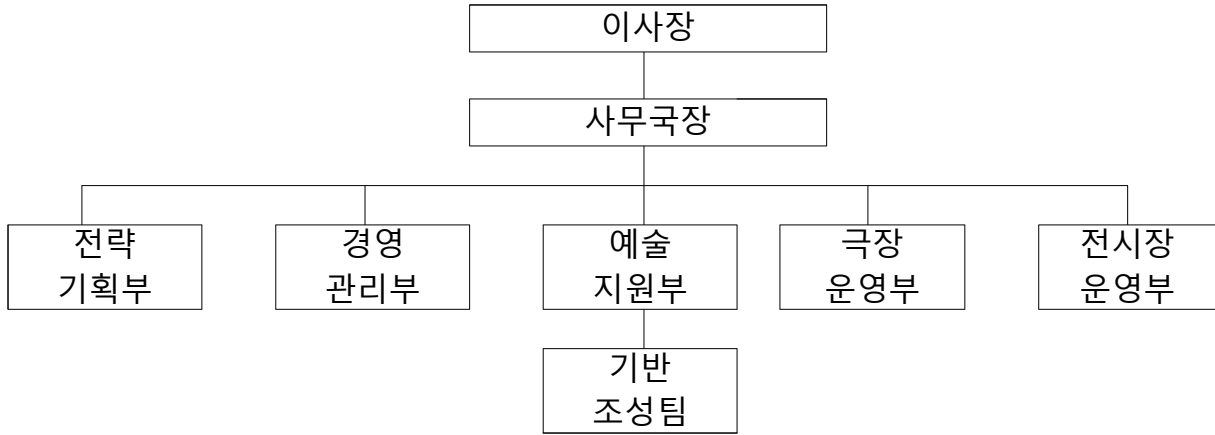 이사장
사무국장
전략
기획부
경영
관리부
예술
지원부
극장
운영부
전시장
운영부
기반
조성팀